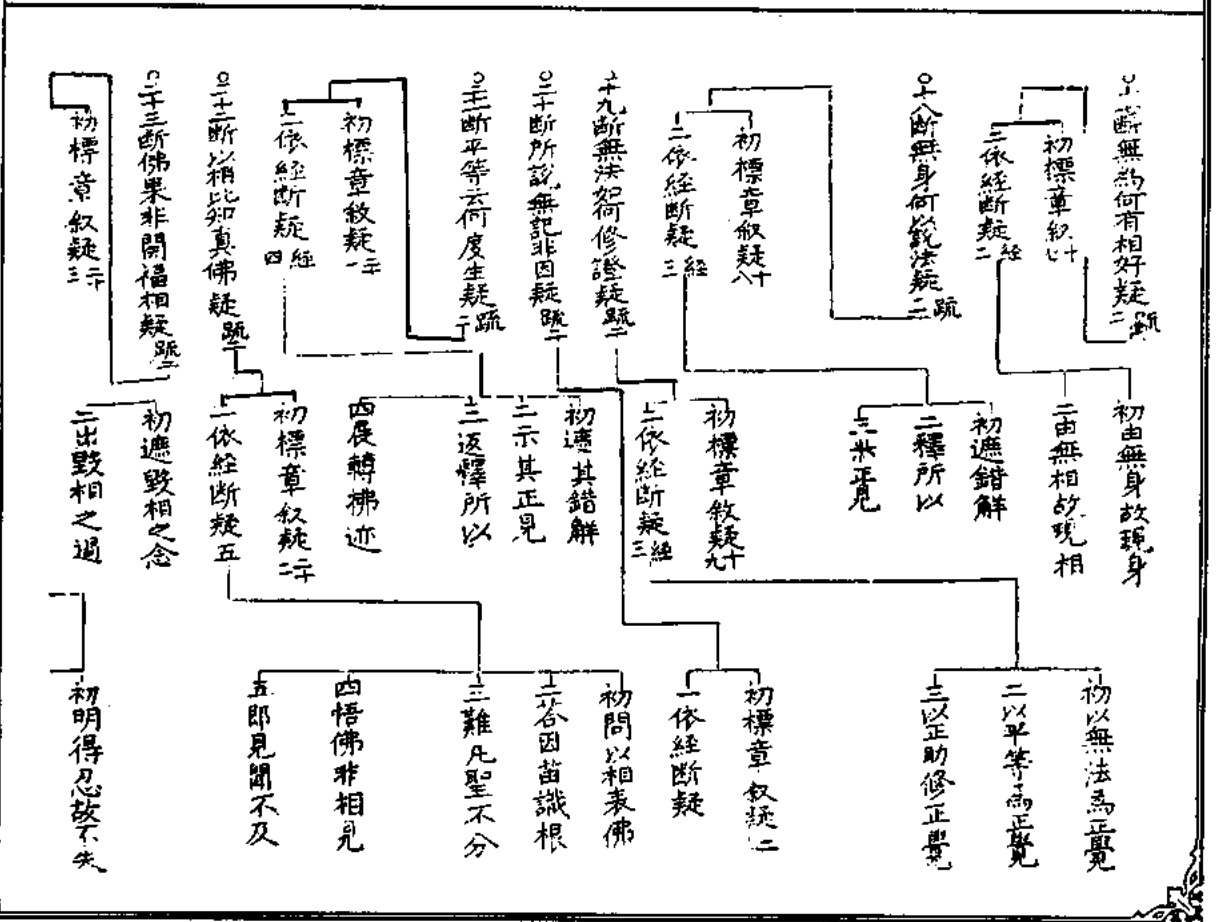 斷無為何有相好疑疏二
初標章叙疑十七
二依經斷疑經二
初由無身故現身
二由無相故現相
十八斷無身何以說法疑疏二
初標章叙疑十八
二依經斷疑經三
初遮錯解
二釋所以
三示正見
十九斷無法如何修證疑疏二
初標章敘疑十九
二依經斷疑經三
初以無法為正覺
二以平等為正覺
三以正助修正覺
二十斷所說無記非因疑疏二
初標章叙疑二
二依經斷疑
二十一斷平等云何度生疑疏二
初標章敘疑二十一
二依經斷疑經四
初遮其錯解
二示其正見
三返釋所以
四展轉拂迹
二十二斷以相比知真佛疑疏二
初標章叙疑二十二
二依經斷疑五
初問以相表佛
二答因苗識根
三難凡聖不分
四悟佛非相見
五即見聞不及
二十三斷佛果非關福相疑疏二
初標章叙疑二十三
初遮毀相之念
二出毀相之過
初明得忍故不失